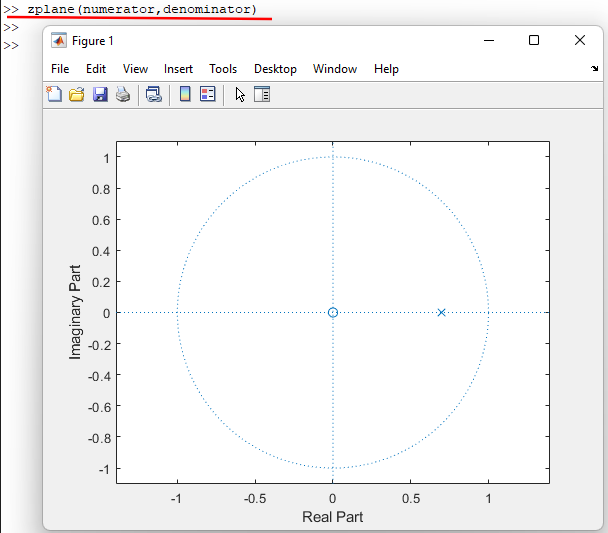 >> zplane(numerator,denominator)
>>
>>
Figure 1
File Edit View Insert Tools Desktop Window Help
1
0.8
0.6
0.4
0.2
0
-0.2
-0.4
-0.6
-0.8
-1
Imaginary Part
-1 -0.5 0 0.5 1
Real Part